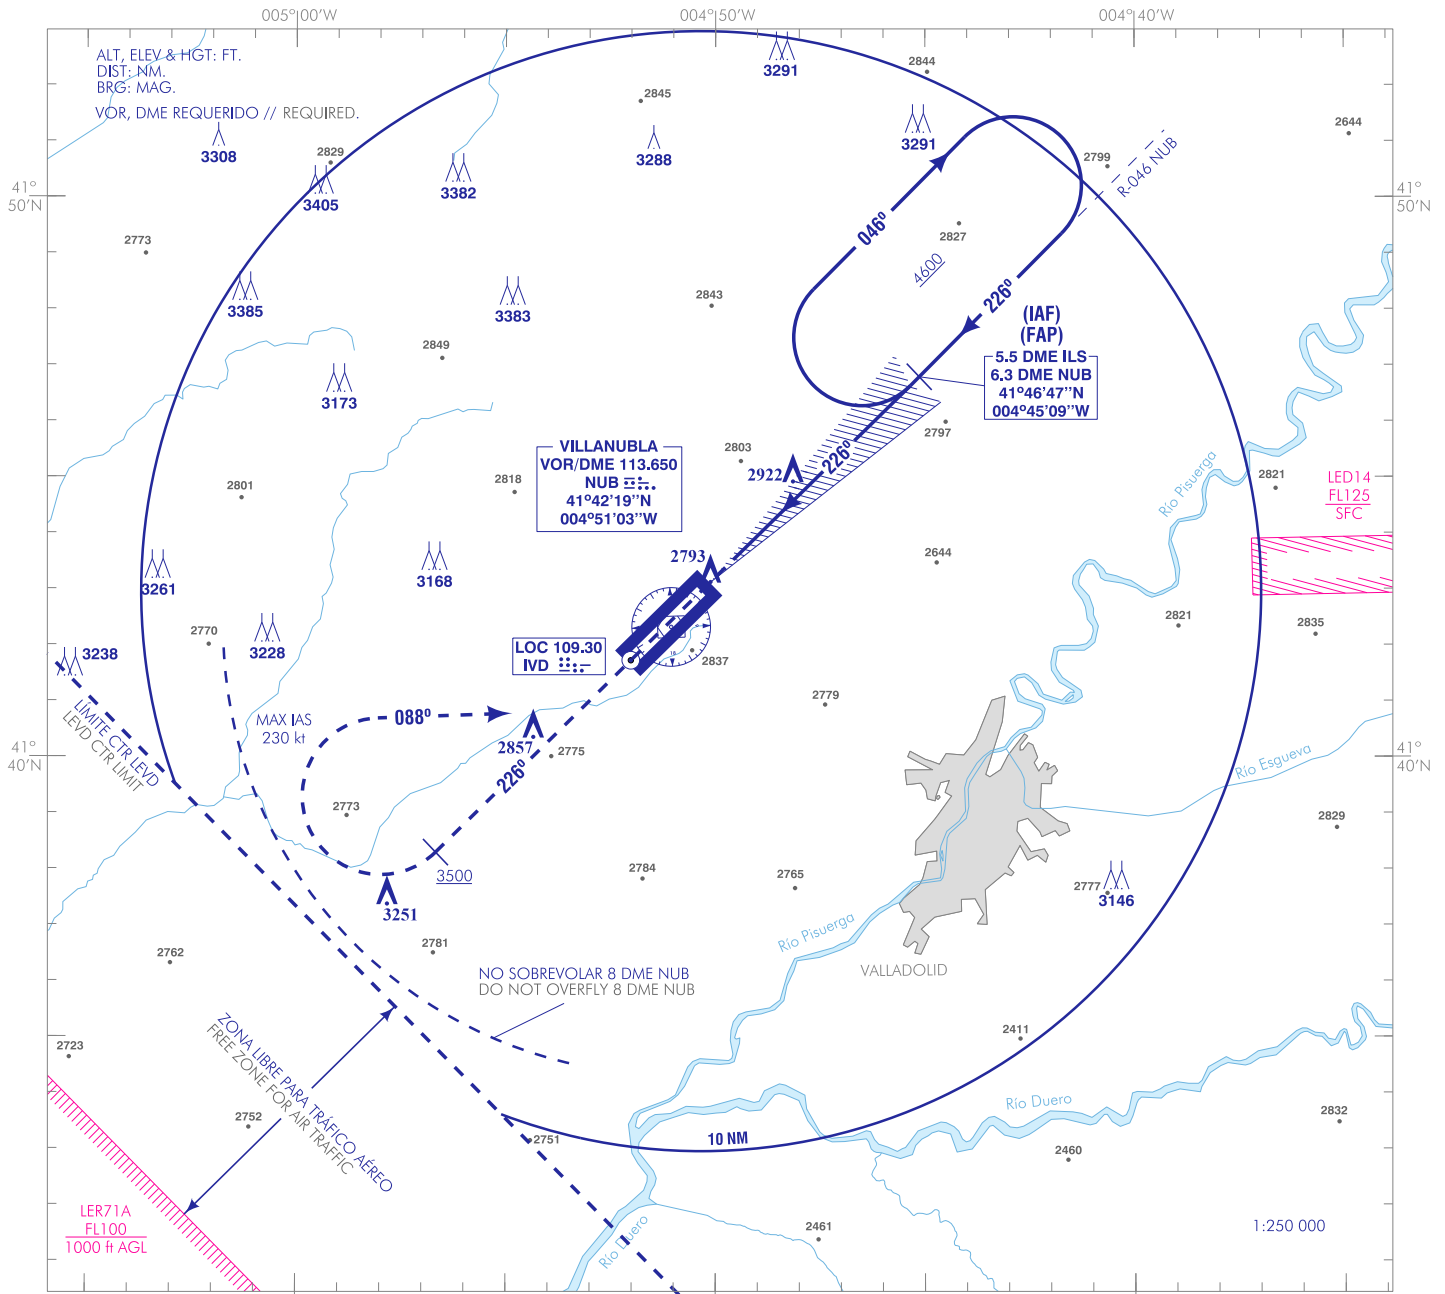 005°00'W
004°50'W
004°40'W
ALT, ELEV & HGT: FT.
DIST: NM.
BRG: MAG.
VOR, DME REQUERIDO // REQUIRED.
3291
2844
2845
3291
2644
3308
2829
3288
2799
R-046 NUB
3405
3382
41°
50'N
41°
50'N
046°
2827
2773
4600
3385
3383
2843
226°
(IAF)
(FAP)
5.5 DME ILS
6.3 DME NUB
41°46'47''N
004°45'09''W
2849
3173
2797
VILLANUBLA
VOR/DME 113.650
NUB
41°42'19''N
004°51'03''W
2803
2922
226°
2818
2801
Río Pisuerga
2821
LED14
FL125
SFC
2793
2644
3168
3261
2770
3228
3238
LOC 109.30
IVD
2837
2821
2835
LÍMITE CTR LEVD
LEVD CTR LIMIT
MAX IAS
230 kt
088°
2857
2775
226°
2779
41°
40'N
41°
40'N
Río Esgueva
2773
2829
3500
3251
2784
2765
2777
3146
Río Pisuerga
2762
2781
VALLADOLID
NO SOBREVOLAR 8 DME NUB
DO NOT OVERFLY 8 DME NUB
2723
ZONA LIBRE PARA TRÁFICO AÉREO
FREE ZONE FOR AIR TRAFFIC
2411
2752
Río Duero
2832
2751
10 NM
2460
LER71A
FL100
1000 ft AGL
Río Duero
2461
1:250 000